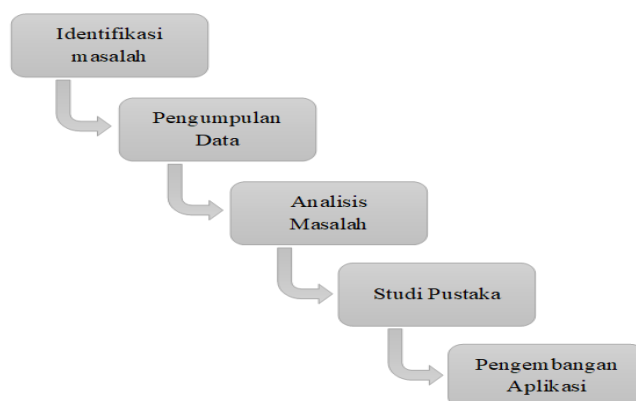 Identifikasi
masalah
Pengumpulan
Data
Analisis
Masalah
Studi Pustaka
Pengembangan
Aplikasi